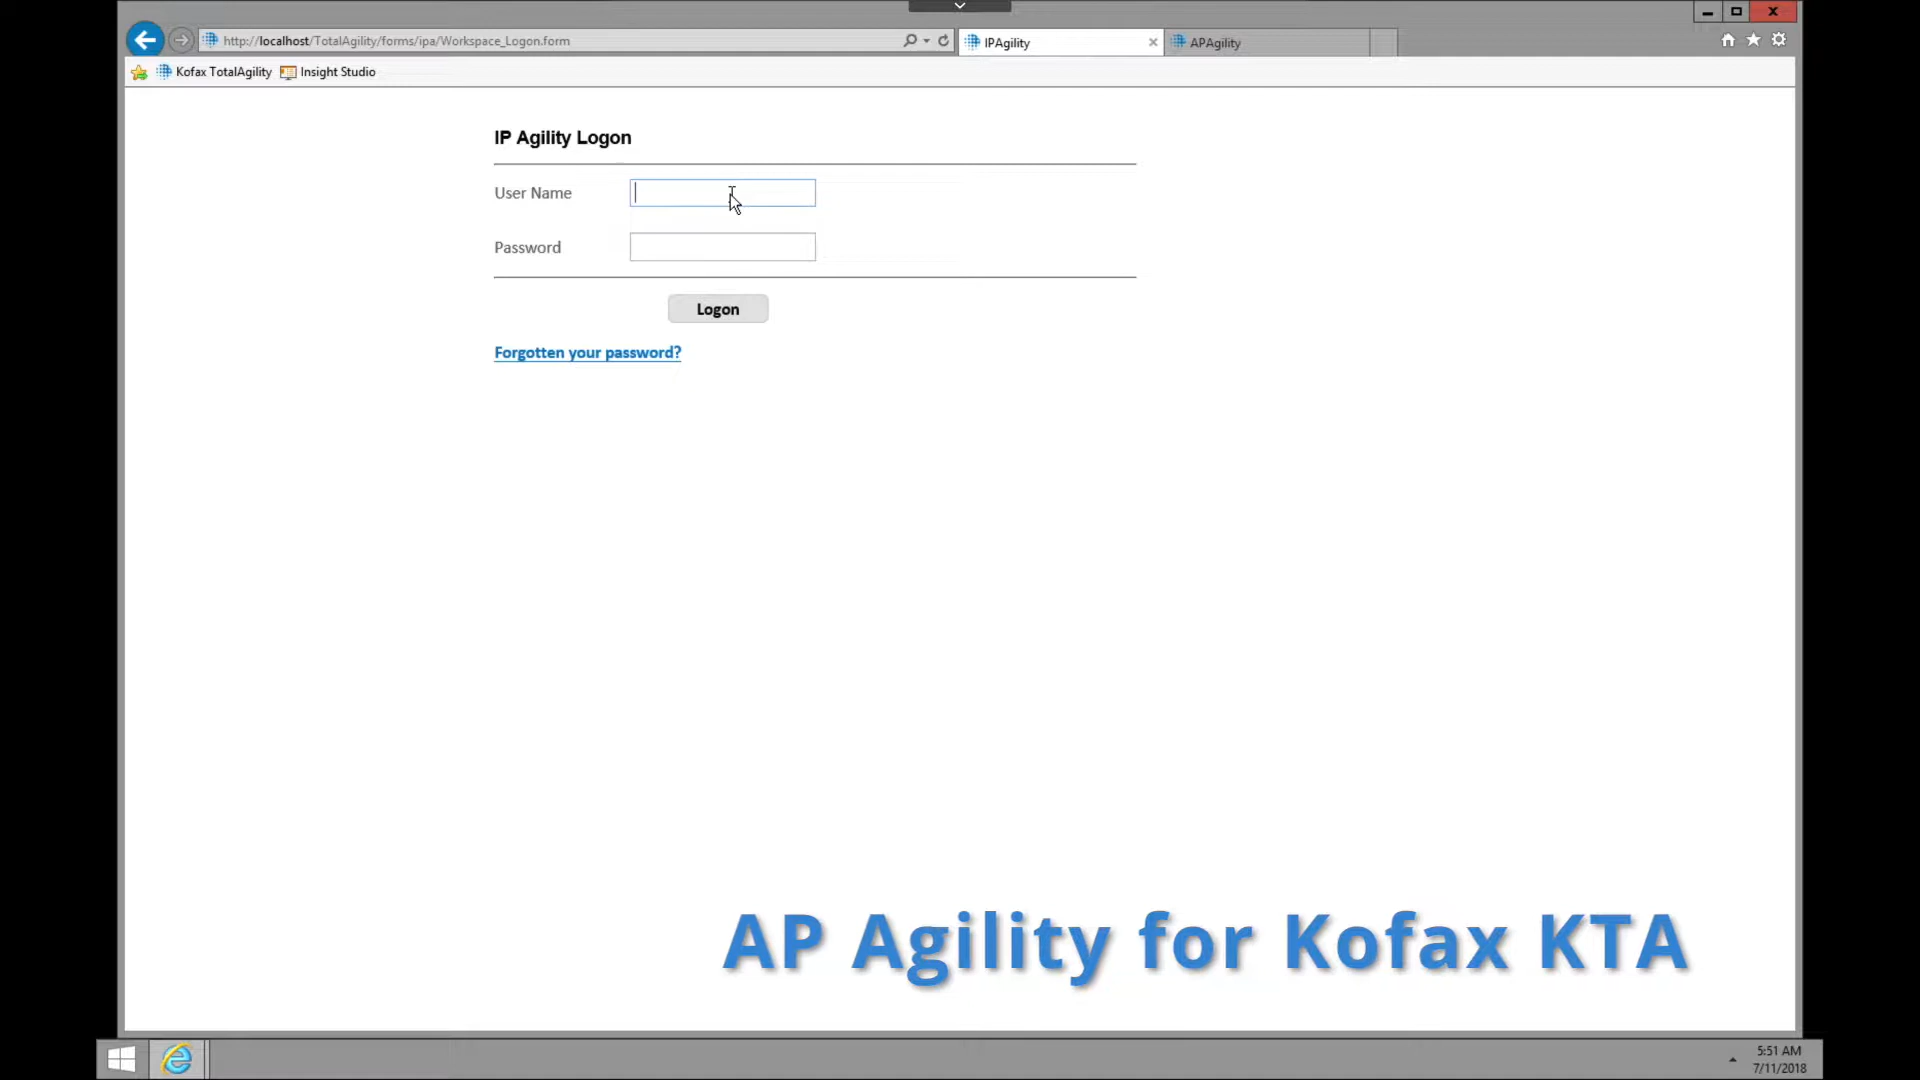 http://localhost/TotalAgility/forms/ipa/Workspace_Logon.form
IPAgility
APAgility
Kofax TotalAgility
Insight Studio
IP Agility Logon
User Name
Password
Logon
Forgotten your password?
AP Agility for Kofax KTA
5:51 AM
7/11/2018